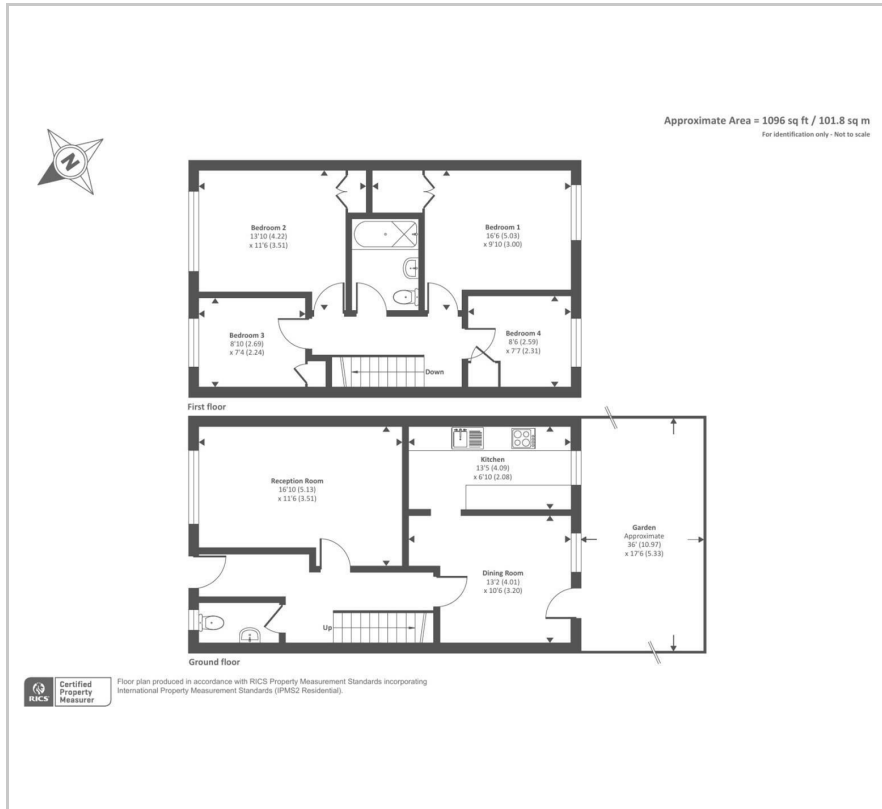 Approximate Area = 1096 sq ft / 101.8 sq m
For identification only - Not to scale
N
Bedroom 2
13'10 (4.22)
x 11'6 (3.51)
Bedroom 1
16'6 (5.03)
x 9'10 (3.00)
Bedroom 3
8'10 (2.69)
x 7'4 (2.24)
Bedroom 4
8'6 (2.59)
x 7'7 (2.31)
Down
First floor
Reception Room
16'10 (5.13)
x 11'6 (3.51)
Kitchen
13'5 (4.09)
x 6'10 (2.08)
Garden
Approximate
36' (10.97)
x 17'6 (5.33)
Dining Room
13'2 (4.01)
x 10'6 (3.20)
Up
Ground floor
RICS
Certified
Property
Measurer
Floor plan produced in accordance with RICS Property Measurement Standards incorporating
International Property Measurement Standards (IPMS2 Residential).